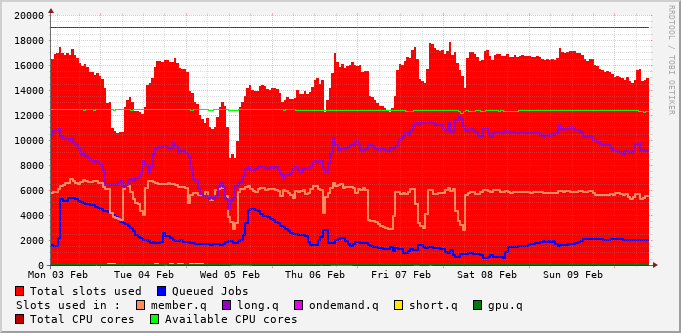 20000
18000
16000
14000
12000
10000
8000
6000
4000
2000
0
Mon 03 Feb Tue 04 Feb Wed 05 Feb Thu 06 Feb Fri 07 Feb Sat 08 Feb Sun 09 Feb
Total slots used Queued Jobs
Slots used in : member.q long.q ondemand.q short.q gpu.q
Total CPU cores Available CPU cores
RRDTOOL / TOBI OETIKER